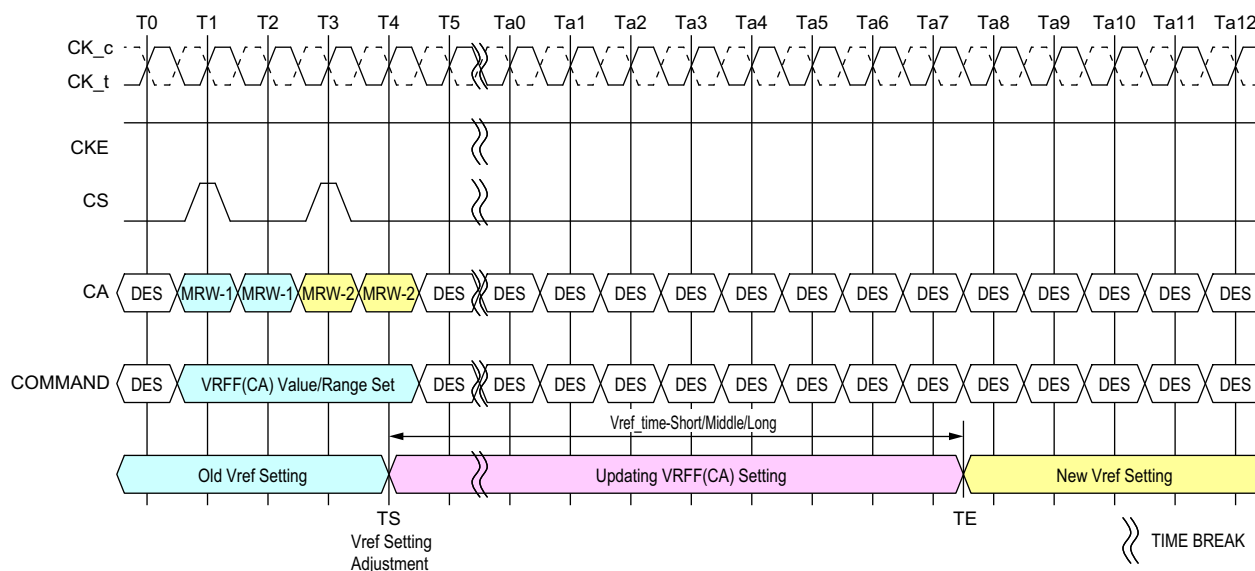 T0 T1 T2 T3 T4 T5 Ta0 Ta1 Ta2 Ta3 Ta4 Ta5 Ta6 Ta7 Ta8 Ta9 Ta10 Ta11 Ta12
CK_c
CK_t
CKE
CS
CA DES MRW-1 MRW-1 MRW-2 MRW-2 DES DES DES DES DES DES DES DES DES DES DES DES DES DES
COMMAND DES VRFF(CA) Value/Range Set DES DES DES DES DES DES DES DES DES DES DES DES DES DES
Vref_time-Short/Middle/Long
Old Vref Setting Updating VRFF(CA) Setting New Vref Setting
TS TE
Vref Setting
Adjustment
TIME BREAK